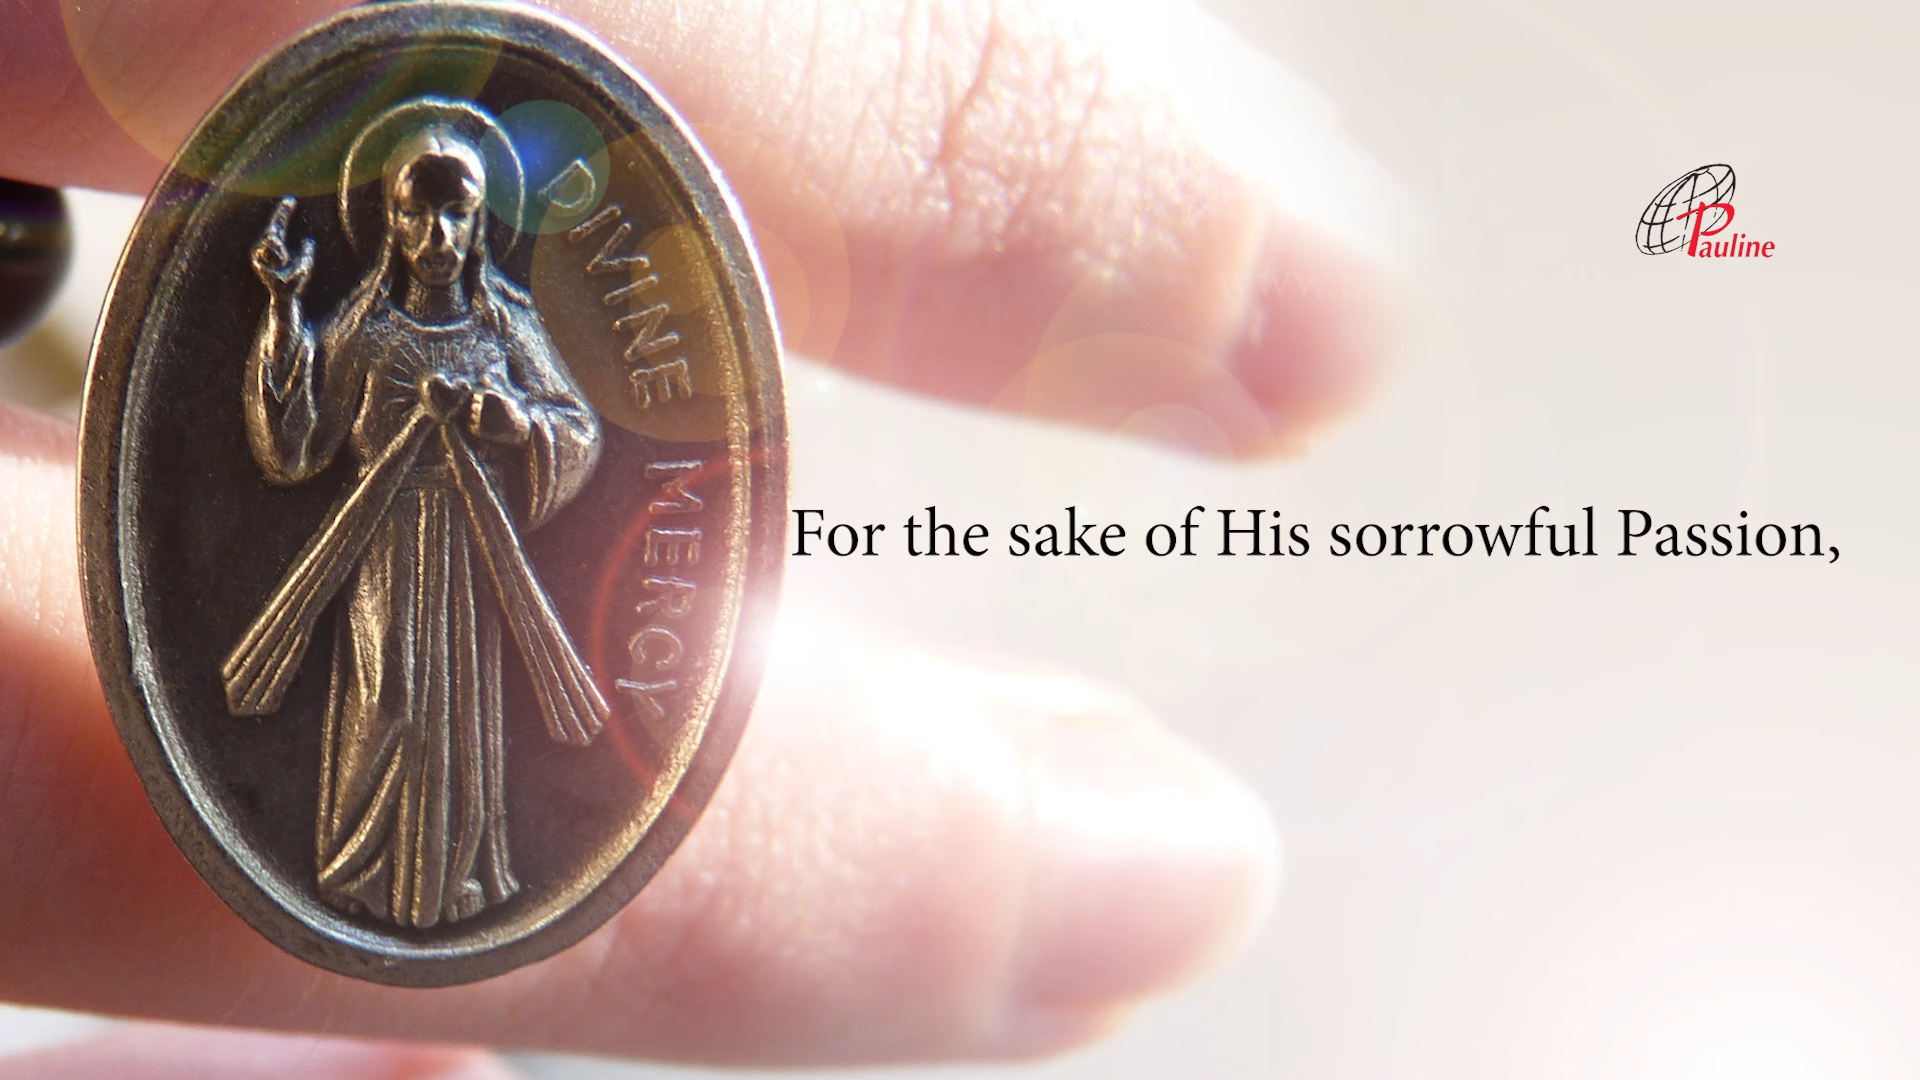 Pauline
DIVINE MERCY
For the sake of His sorrowful Passion,